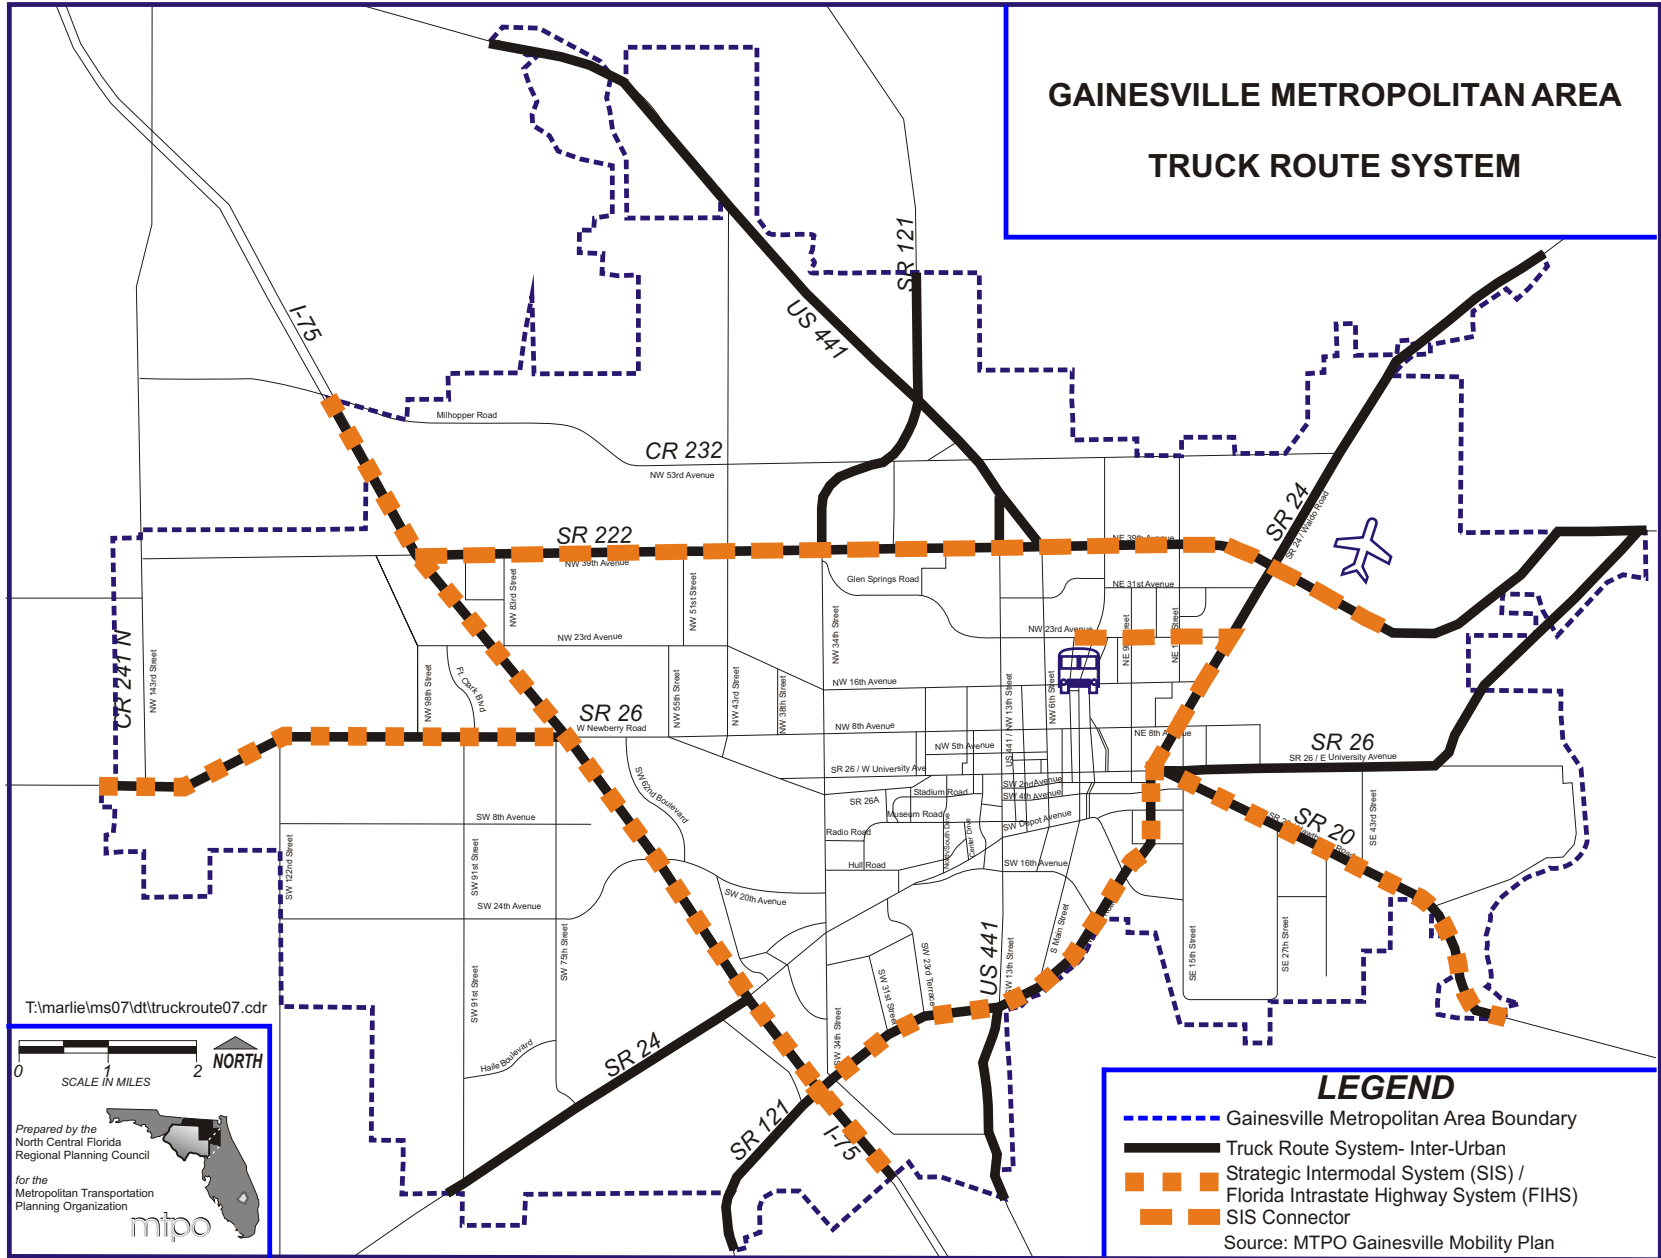 GAINESVILLE METROPOLITAN AREA
TRUCK ROUTE SYSTEM
SR 121
US 441
I-75
Milhopper Road
CR 232
NW 53rd Avenue
SR 24
SR 24 / Waldo Road
SR 222
NW 39th Avenue
NE 39th Avenue
Glen Springs Road
NE 31st Avenue
NW 83rd Street
NW 51st Street
NW 34th Street
NW 23rd Avenue
NW 23rd Avenue
CR 241 N
NW 143rd Street
NW 98th Street
Ft. Clark Blvd
NW 55th Street
NW 43rd Street
NW 38th Street
NW 16th Avenue
US 441 / NW 13th Street
NW 6th Street
SR 26
W Newberry Road
NW 8th Avenue
NE 8th Avenue
NW 5th Avenue
SR 26
SR 26 / E University Avenue
SR 26 / W University Ave
SW 2nd Avenue
SW 4th Avenue
SR 26A
Stadium Road
Museum Road
SW Depot Avenue
Radio Road
North/South Drive
Center Drive
Hull Road
SW 16th Avenue
SW 62nd Boulevard
SW 8th Avenue
SR 20
SE 43rd Street
SW 122nd Street
SW 91st Street
SW 24th Avenue
SW 20th Avenue
SW 75th Street
SW 23rd Terrace
SW 31st Street
US 441
SW 13th Street
S Main Street
SE 15th Street
SE 27th Street
SW 91st Street
SW 34th Street
Haile Boulevard
SR 24
SR 121
I-75
T:\marlie\ms07\dt\truckroute07.cdr
0 1 2
SCALE IN MILES
NORTH
Prepared by the
North Central Florida
Regional Planning Council
for the
Metropolitan Transportation
Planning Organization
mtpo
LEGEND
Gainesville Metropolitan Area Boundary
Truck Route System- Inter-Urban
Strategic Intermodal System (SIS) /
Florida Intrastate Highway System (FIHS)
SIS Connector
Source: MTPO Gainesville Mobility Plan